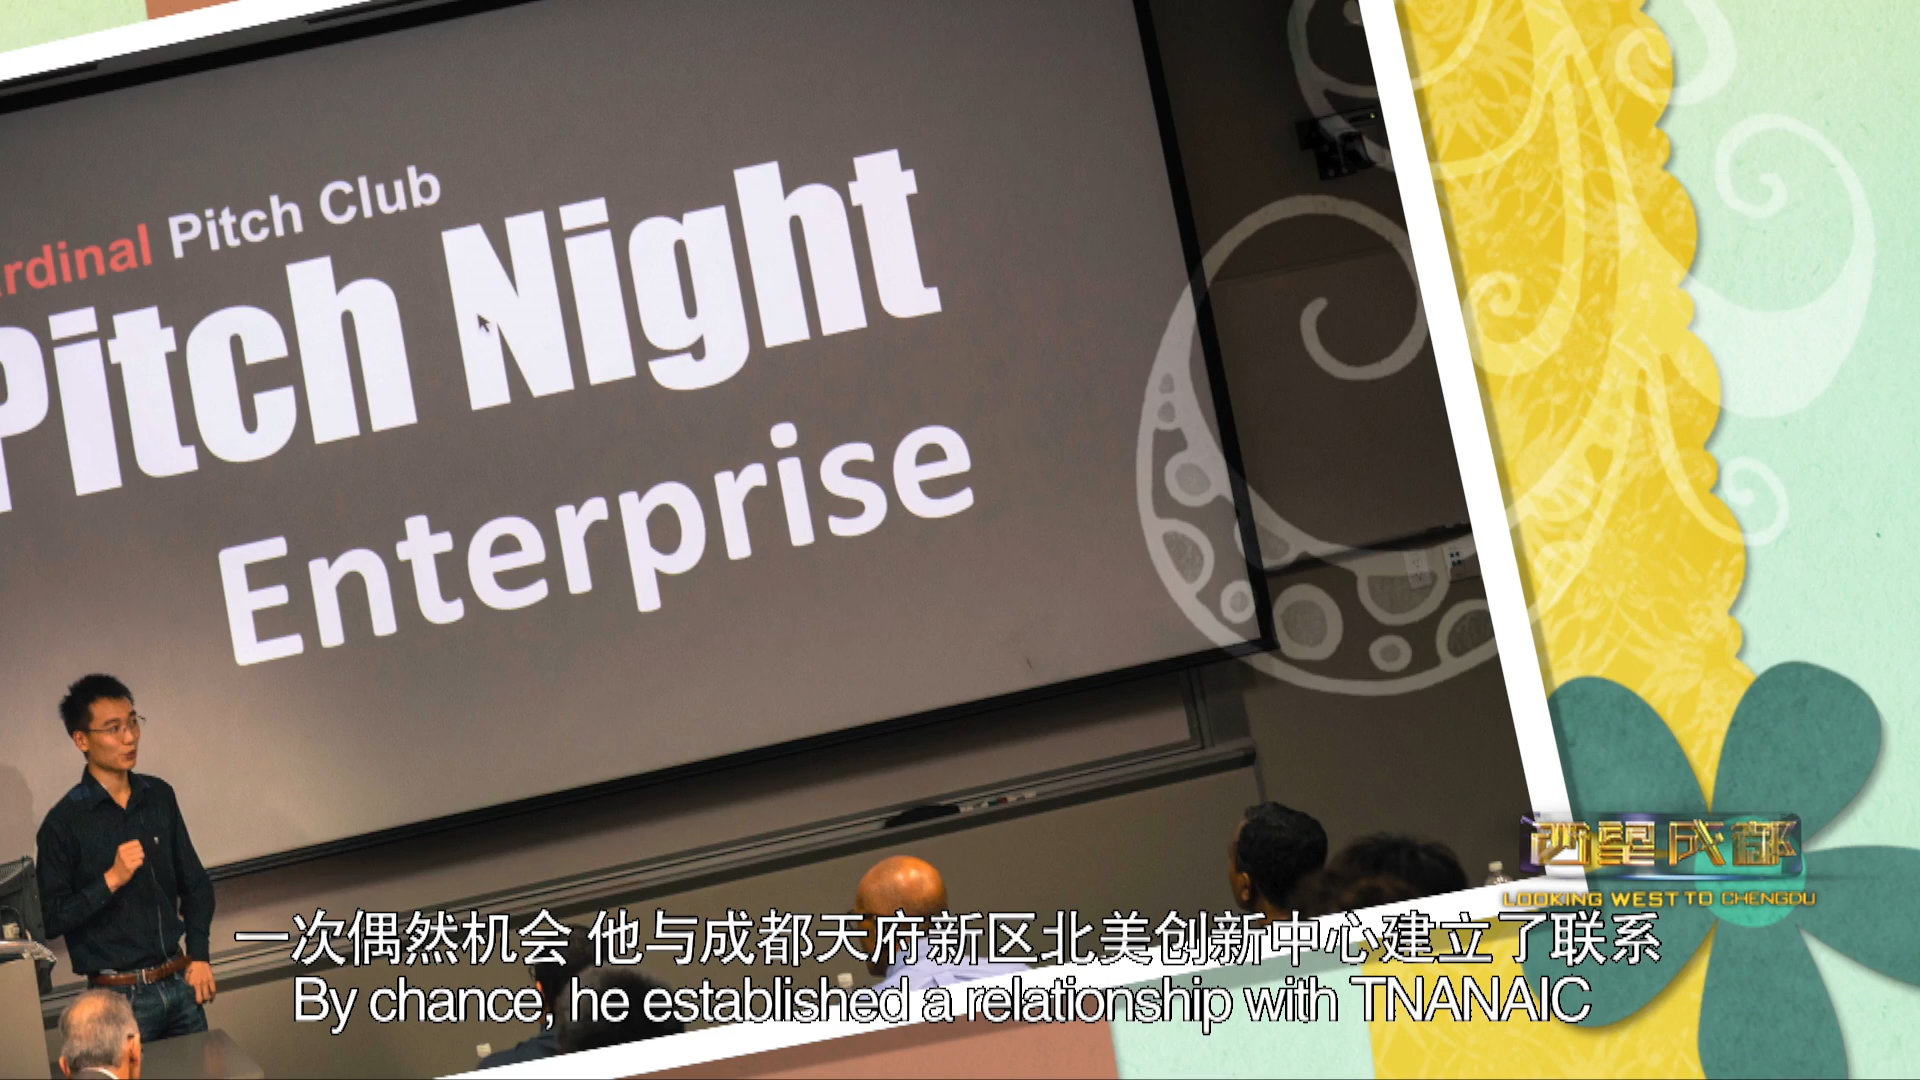 rdinal Pitch Club
Pitch Night
Enterprise
西望成都
LOOKING WEST TO CHENGDU
一次偶然机会 他与成都天府新区北美创新中心建立了联系
By chance, he established a relationship with TNANAIC